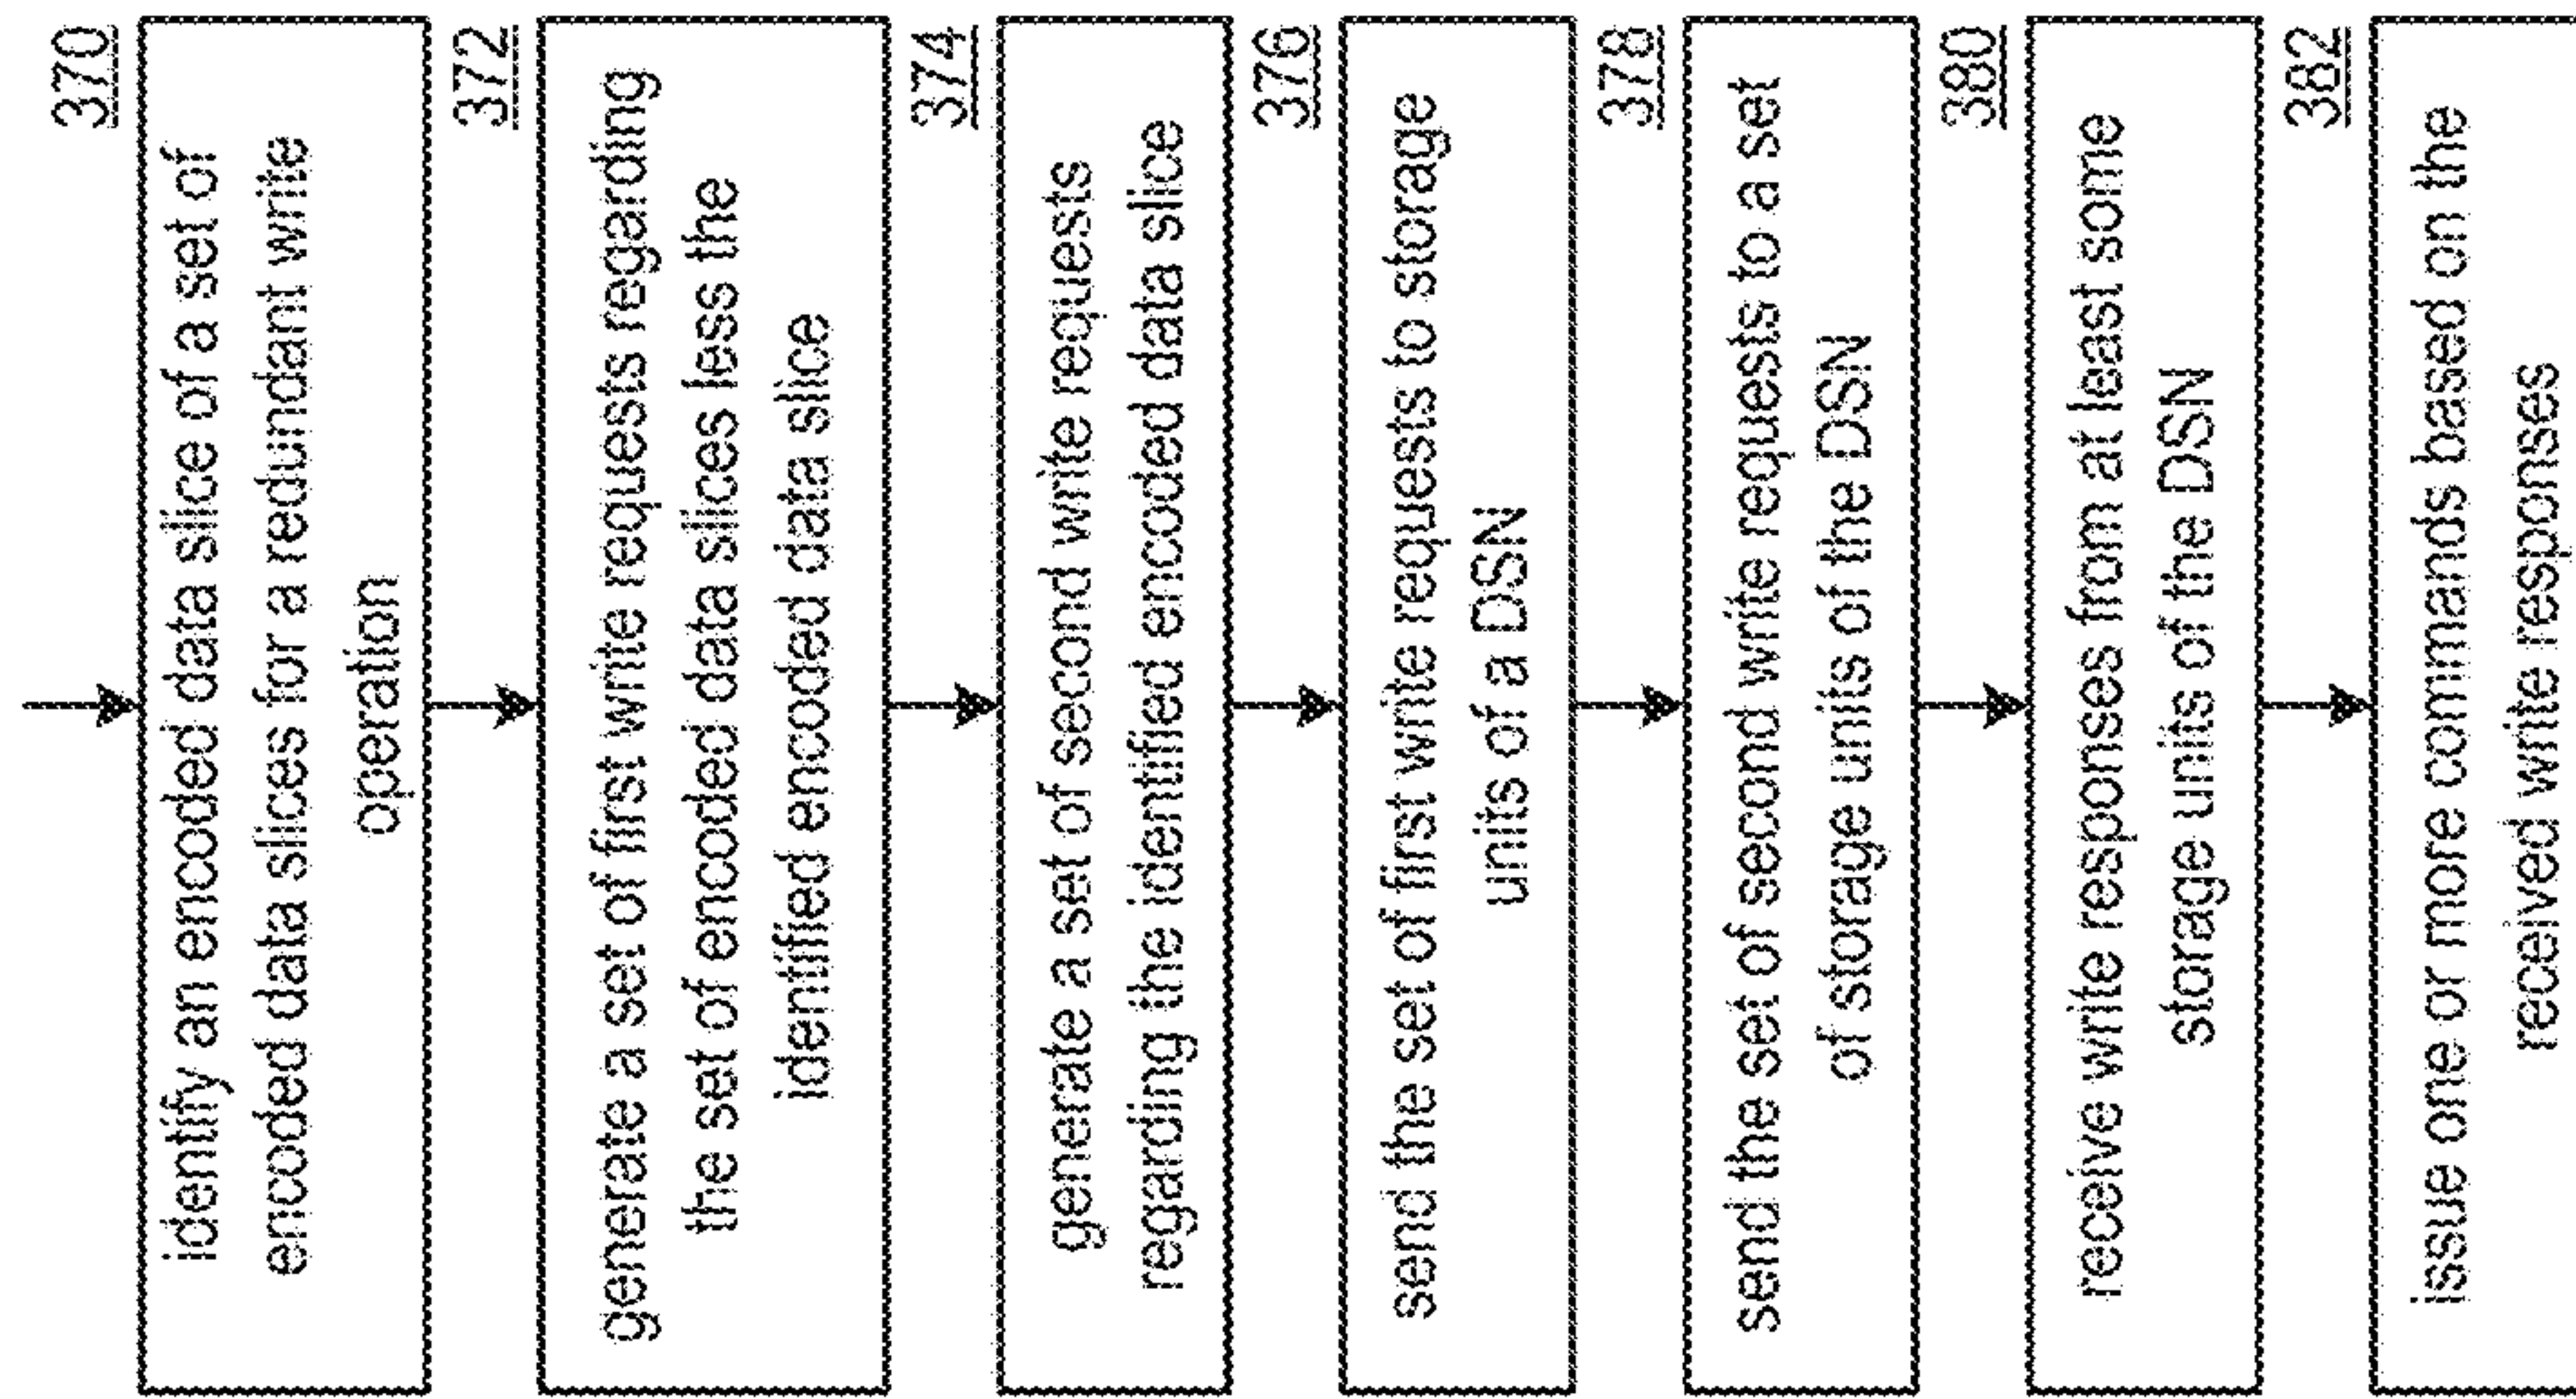 370
identify an encoded data slice of a set of
encoded data slices for a redundant write
operation
372
generate a set of first write requests regarding
the set of encoded data slices less the
identified encoded data slice
374
generate a set of second write requests
regarding the identified encoded data slice
376
send the set of first write requests to storage
units of a DSN
378
send the set of second write requests to a set
of storage units of the DSN
380
receive write responses from at least some
storage units of the DSN
382
issue one or more commands based on the
received write responses